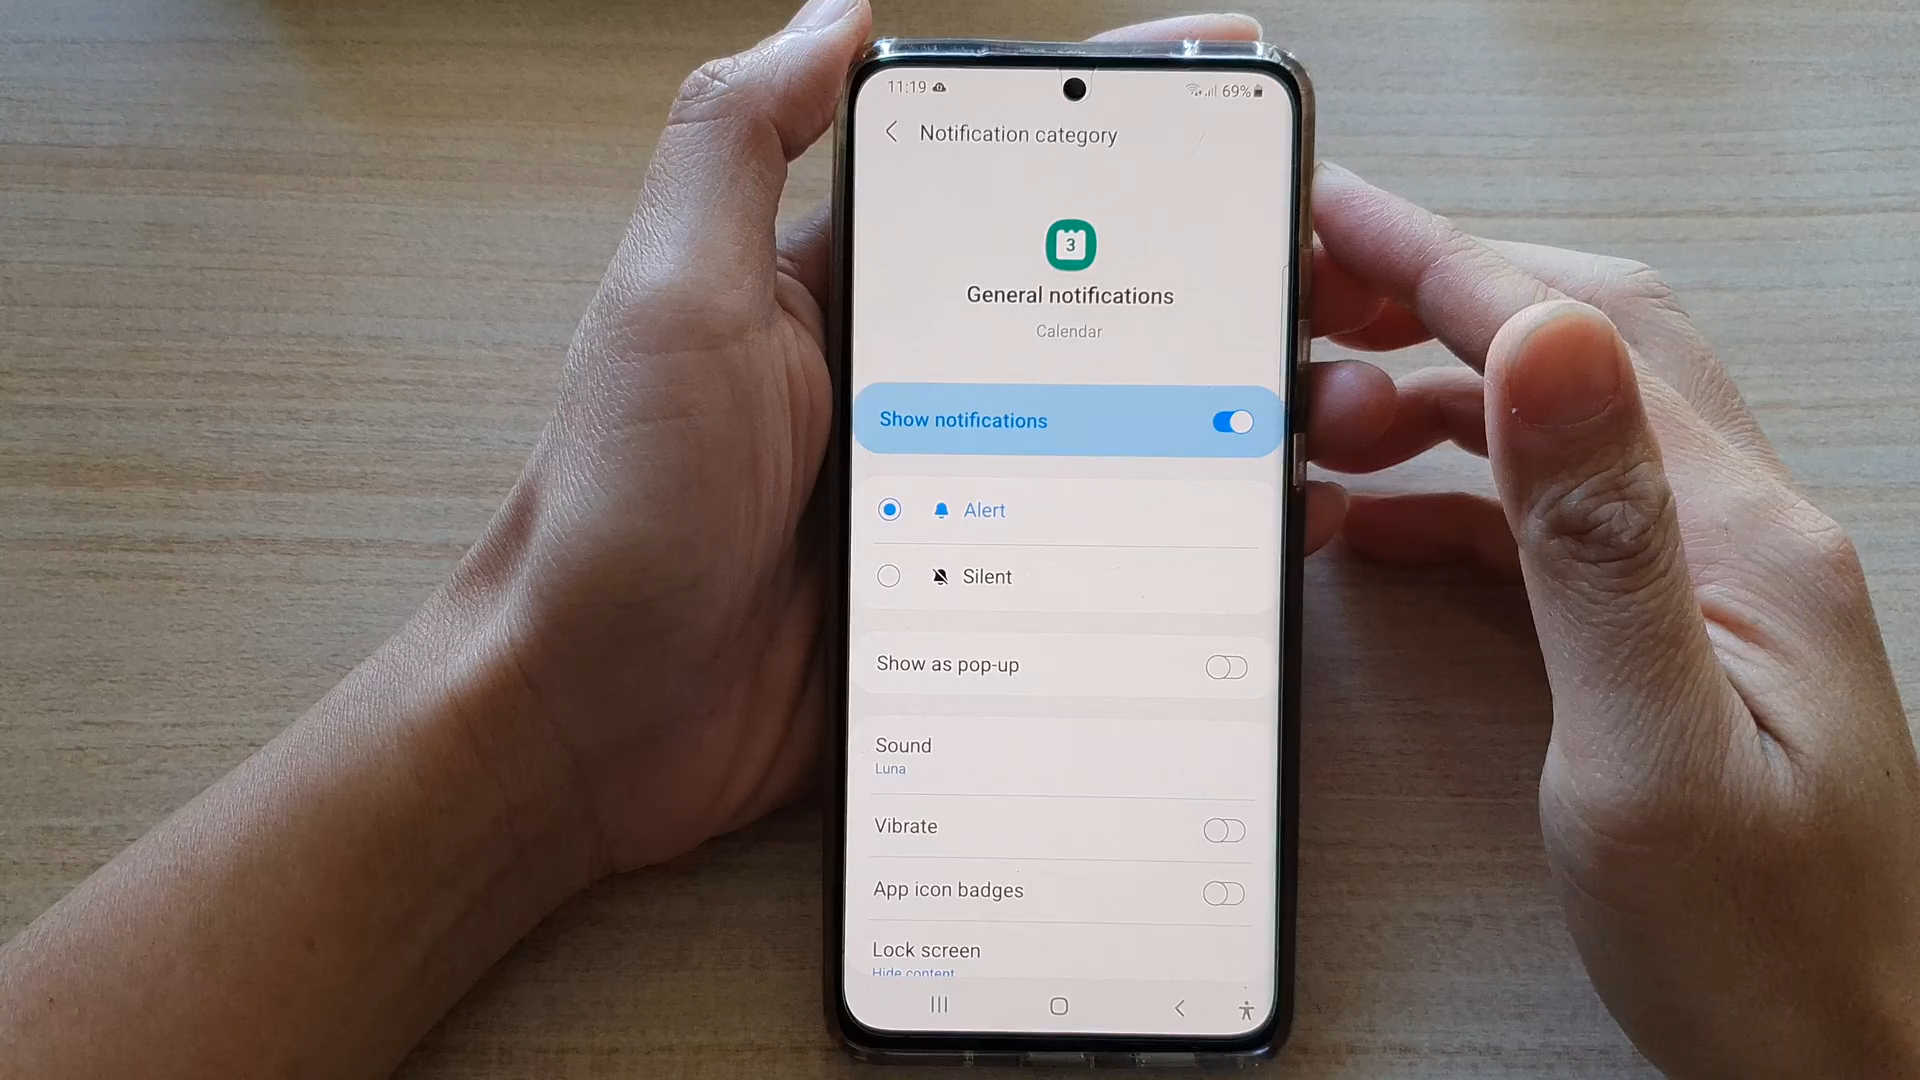 11:19 69%
Notification category
3
General notifications
Calendar
Show notifications
Alert
Silent
Show as pop-up
Sound
Luna
Vibrate
App icon badges
Lock screen
Hide content